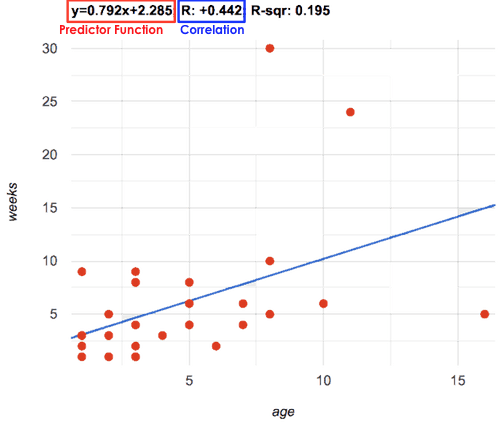 y=0.792x+2.285 R: +0.442 R-sqr: 0.195
Predictor Function Correlation
30
25
20
15
10
5
weeks
5 10 15
age